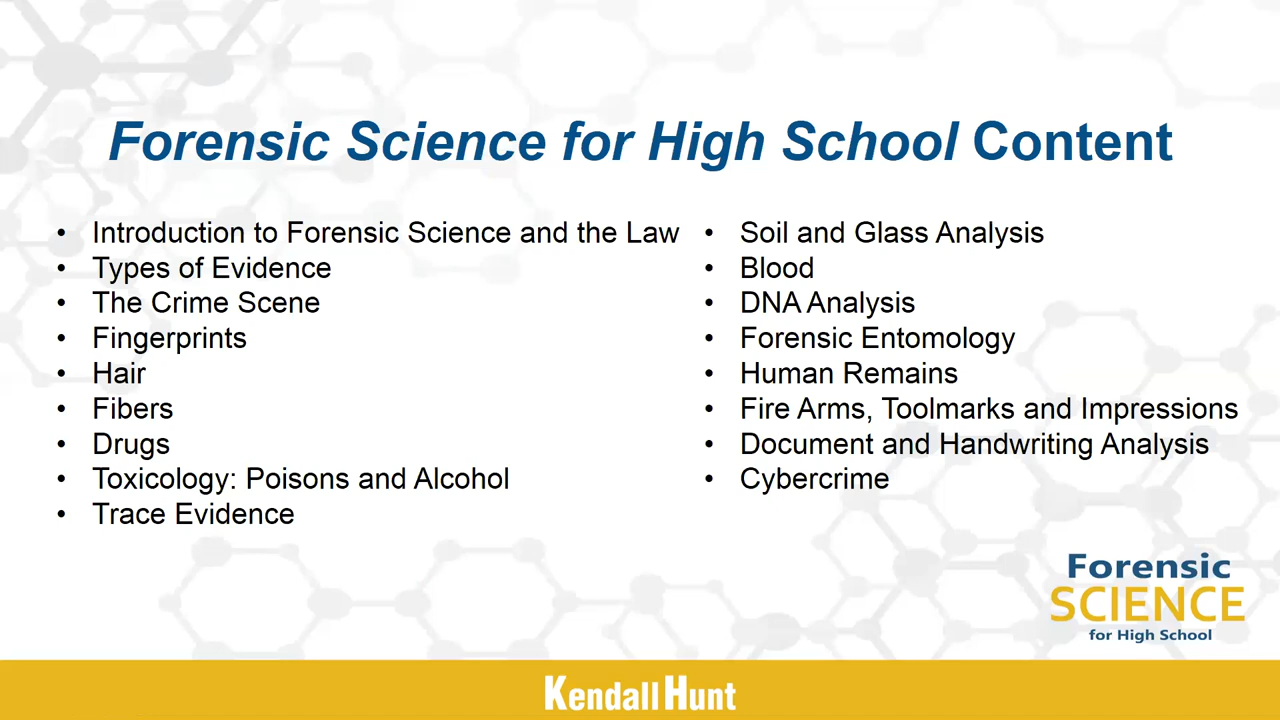 Forensic Science for High School Content
• Introduction to Forensic Science and the Law
• Types of Evidence
• The Crime Scene
• Fingerprints
• Hair
• Fibers
• Drugs
• Toxicology: Poisons and Alcohol
• Trace Evidence
• Soil and Glass Analysis
• Blood
• DNA Analysis
• Forensic Entomology
• Human Remains
• Fire Arms, Toolmarks and Impressions
• Document and Handwriting Analysis
• Cybercrime
Forensic
SCIENCE
for High School
KendallHunt